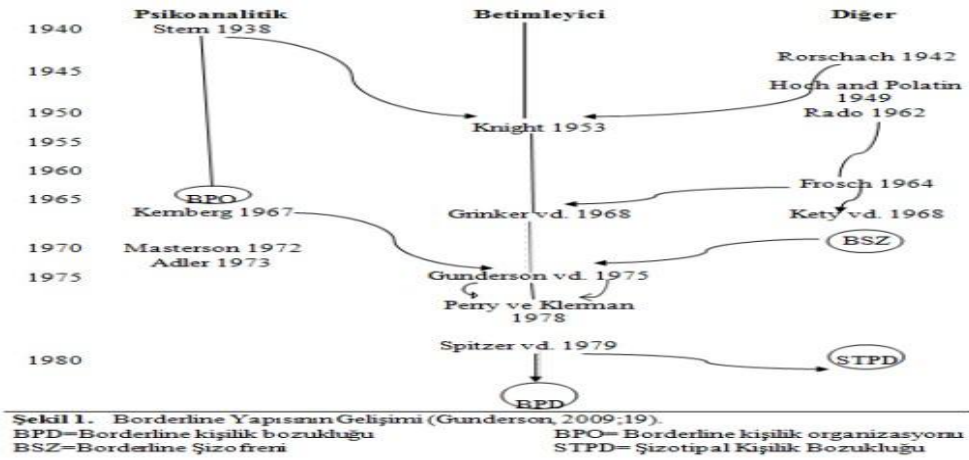 Psikoanalitik Betimleyici Diğer
1940 Stern 1938
Rorschach 1942
1945
Hoch and Polatin
1949
1950 Knight 1953 Rado 1962
1955
1960
1965 BPO Frosch 1964
Kernberg 1967 Grinker vd. 1968 Kety vd. 1968
1970 Masterson 1972 BSZ
Adler 1973
1975 Gunderson vd. 1975
Perry ve Klerman
1978
Spitzer vd. 1979
1980 STPD
BPD
Şekil 1. Borderline Yapısının Gelişimi (Gunderson, 2009;19).
BPD=Borderline kişilik bozukluğu BPO= Borderline kişilik organizasyonu
BSZ=Borderline Şizofreni STPD= Şizotipal Kişilik Bozukluğu